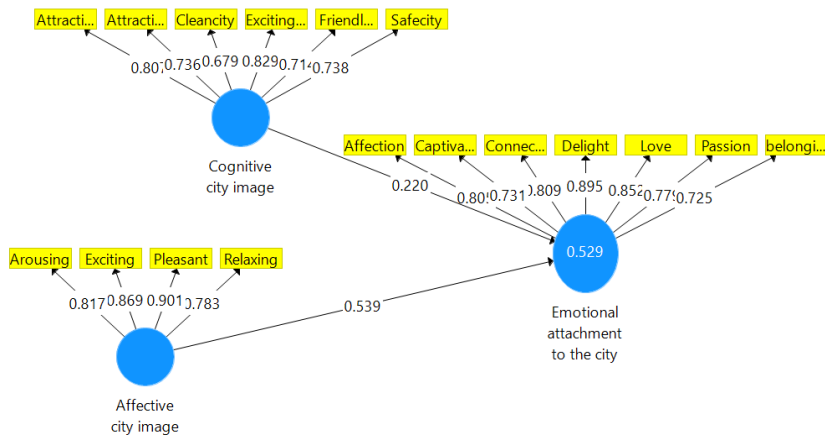 Attracti... Attracti... Cleancity Exciting... Friendl... Safecity
0.736 0.679 0.829 0.738
Cognitive
city image
Affection Captiva... Connec... Delight Love Passion belongi...
0.220 0.731 0.809 0.895 0.852 0.779 0.725
0.529
Arousing Exciting Pleasant Relaxing
0.817 0.869 0.901 0.783
0.539
Emotional
attachment
to the city
Affective
city image